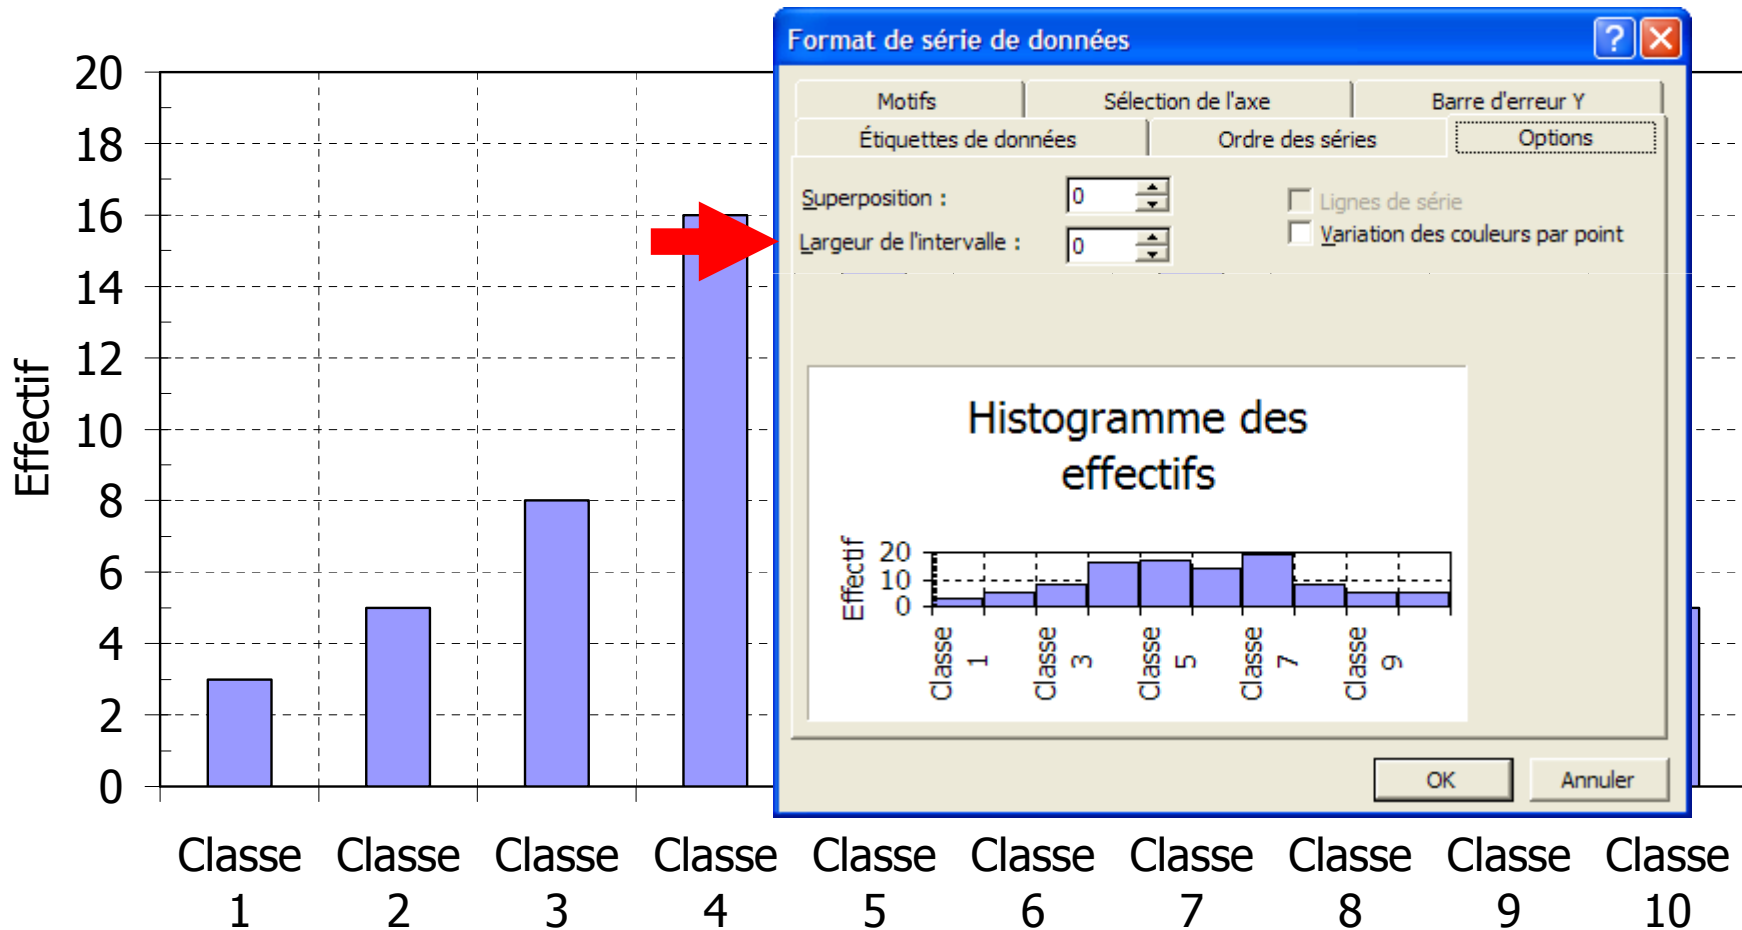 Format de série de données
Motifs
Sélection de l'axe
Barre d'erreur Y
Étiquettes de données
Ordre des séries
Options
Superposition :
0
Lignes de série
Largeur de l'intervalle :
0
Variation des couleurs par point
Histogramme des
effectifs
Effectif
20
10
0
Classe
1
Classe
3
Classe
5
Classe
7
Classe
9
OK
Annuler
Effectif
20
18
16
14
12
10
8
6
4
2
0
Classe Classe Classe Classe Classe Classe Classe Classe Classe Classe
1 2 3 4 5 6 7 8 9 10